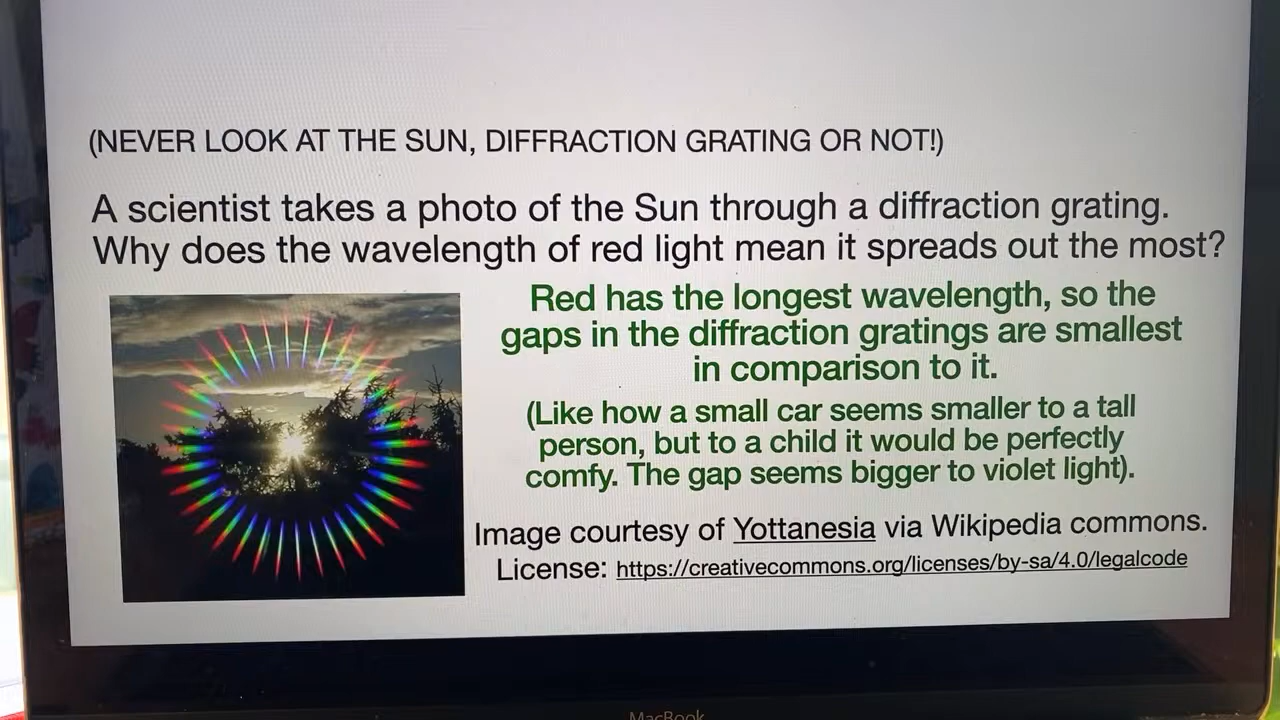 (NEVER LOOK AT THE SUN, DIFFRACTION GRATING OR NOT!)
A scientist takes a photo of the Sun through a diffraction grating.
Why does the wavelength of red light mean it spreads out the most?
Red has the longest wavelength, so the
gaps in the diffraction gratings are smallest
in comparison to it.
(Like how a small car seems smaller to a tall
person, but to a child it would be perfectly
comfy. The gap seems bigger to violet light).
Image courtesy of Yottanesia via Wikipedia commons.
License: https://creativecommons.org/licenses/by-sa/4.0/legalcode
MacBook